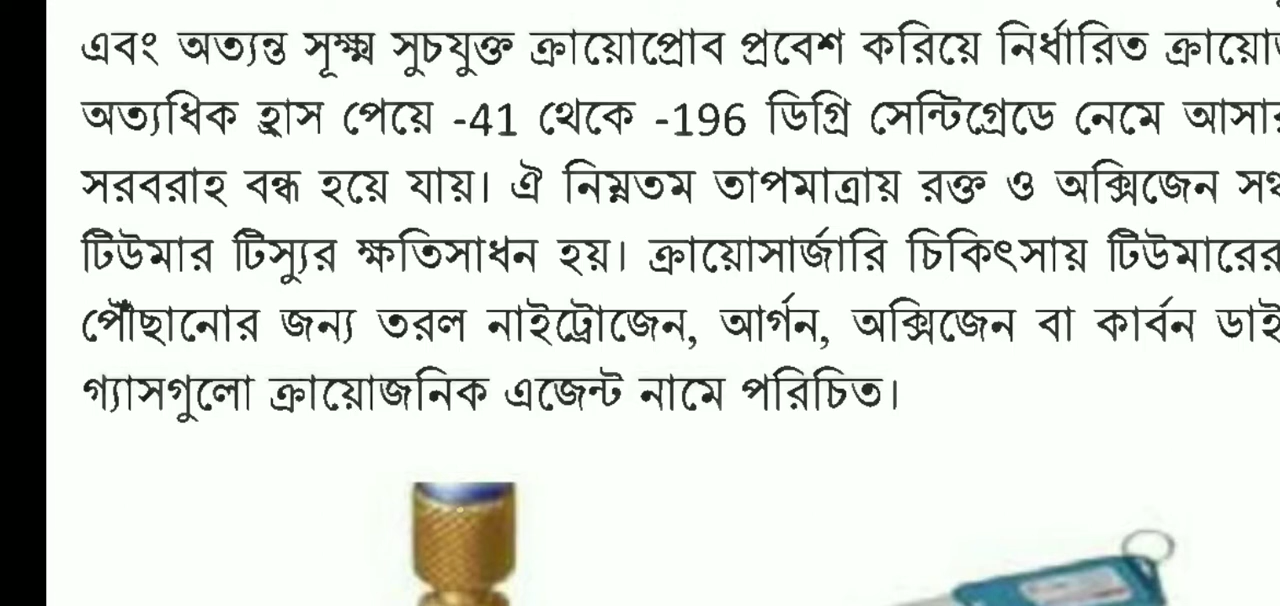 এবং অত্যন্ত সূক্ষ্ম সুচযুক্ত ক্রায়োপ্রোব প্রবেশ করিয়ে নির্ধারিত
অত্যধিক হ্রাস পেয়ে -41 থেকে -196 ডিগ্রি সেন্টিগ্রেডে নেমে
সরবরাহ বন্ধ হয়ে যায়। ঐ নিম্নতম তাপমাত্রায় রক্ত ও অক্সিজেন
টিউমার টিস্যুর ক্ষতিসাধন হয়। ক্রায়োসার্জারি চিকিৎসায় টিউমারের
পৌঁছানোর জন্য তরল নাইট্রোজেন, আর্গন, অক্সিজেন বা কার্বন ডাই
গ্যাসগুলো ক্রায়োজনিক এজেন্ট নামে পরিচিত।